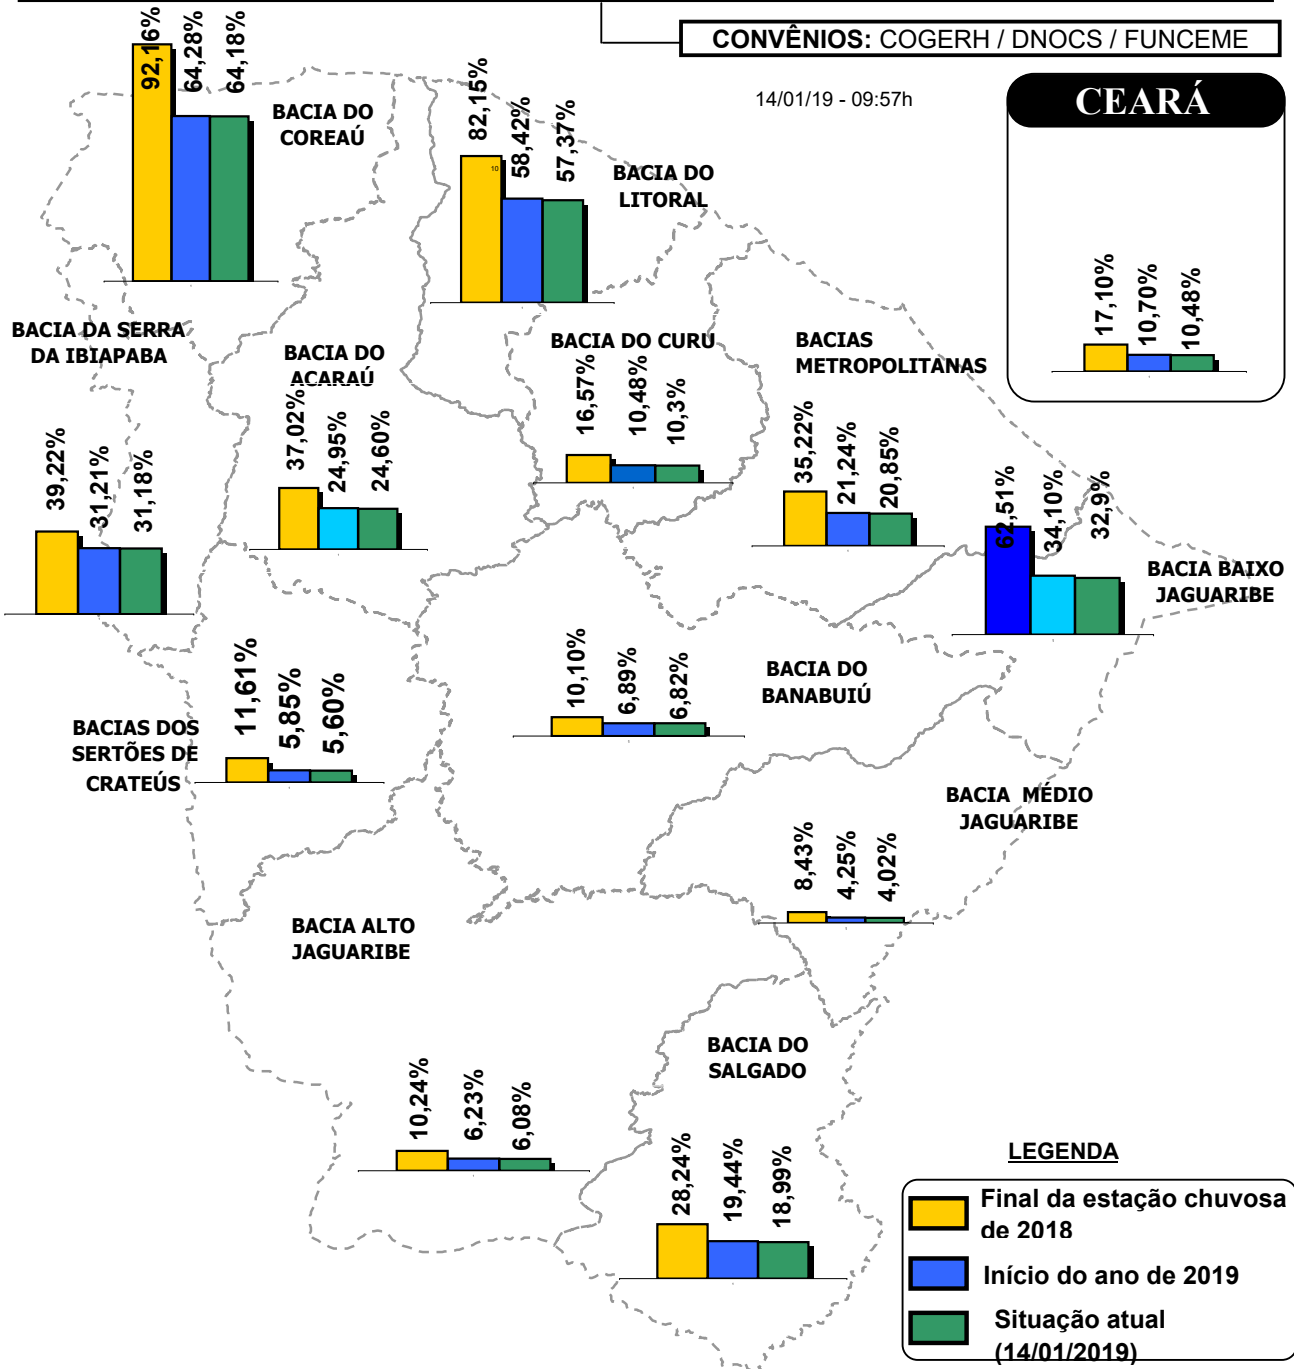 CONVÊNIOS: COGERH / DNOCS / FUNCEME
14/01/19 - 09:57h
CEARÁ
17,10%
10,70%
10,48%
92,16%
64,28%
64,18%
BACIA DO
COREAÚ
82,15%
58,42%
57,37%
10
BACIA DO
LITORAL
BACIA DA SERRA
DA IBIAPABA
39,22%
31,21%
31,18%
BACIA DO
ACARAÚ
37,02%
24,95%
24,60%
BACIA DO CURU
16,57%
10,48%
10,3%
BACIAS
METROPOLITANAS
35,22%
21,24%
20,85%
62,51%
34,10%
32,9%
BACIA BAIXO
JAGUARIBE
BACIAS DOS
SERTÕES DE
CRATEÚS
11,61%
5,85%
5,60%
10,10%
6,89%
6,82%
BACIA DO
BANABUIÚ
BACIA MÉDIO
JAGUARIBE
8,43%
4,25%
4,02%
BACIA ALTO
JAGUARIBE
10,24%
6,23%
6,08%
BACIA DO
SALGADO
28,24%
19,44%
18,99%
LEGENDA
Final da estação chuvosa
de 2018
Início do ano de 2019
Situação atual
(14/01/2019)